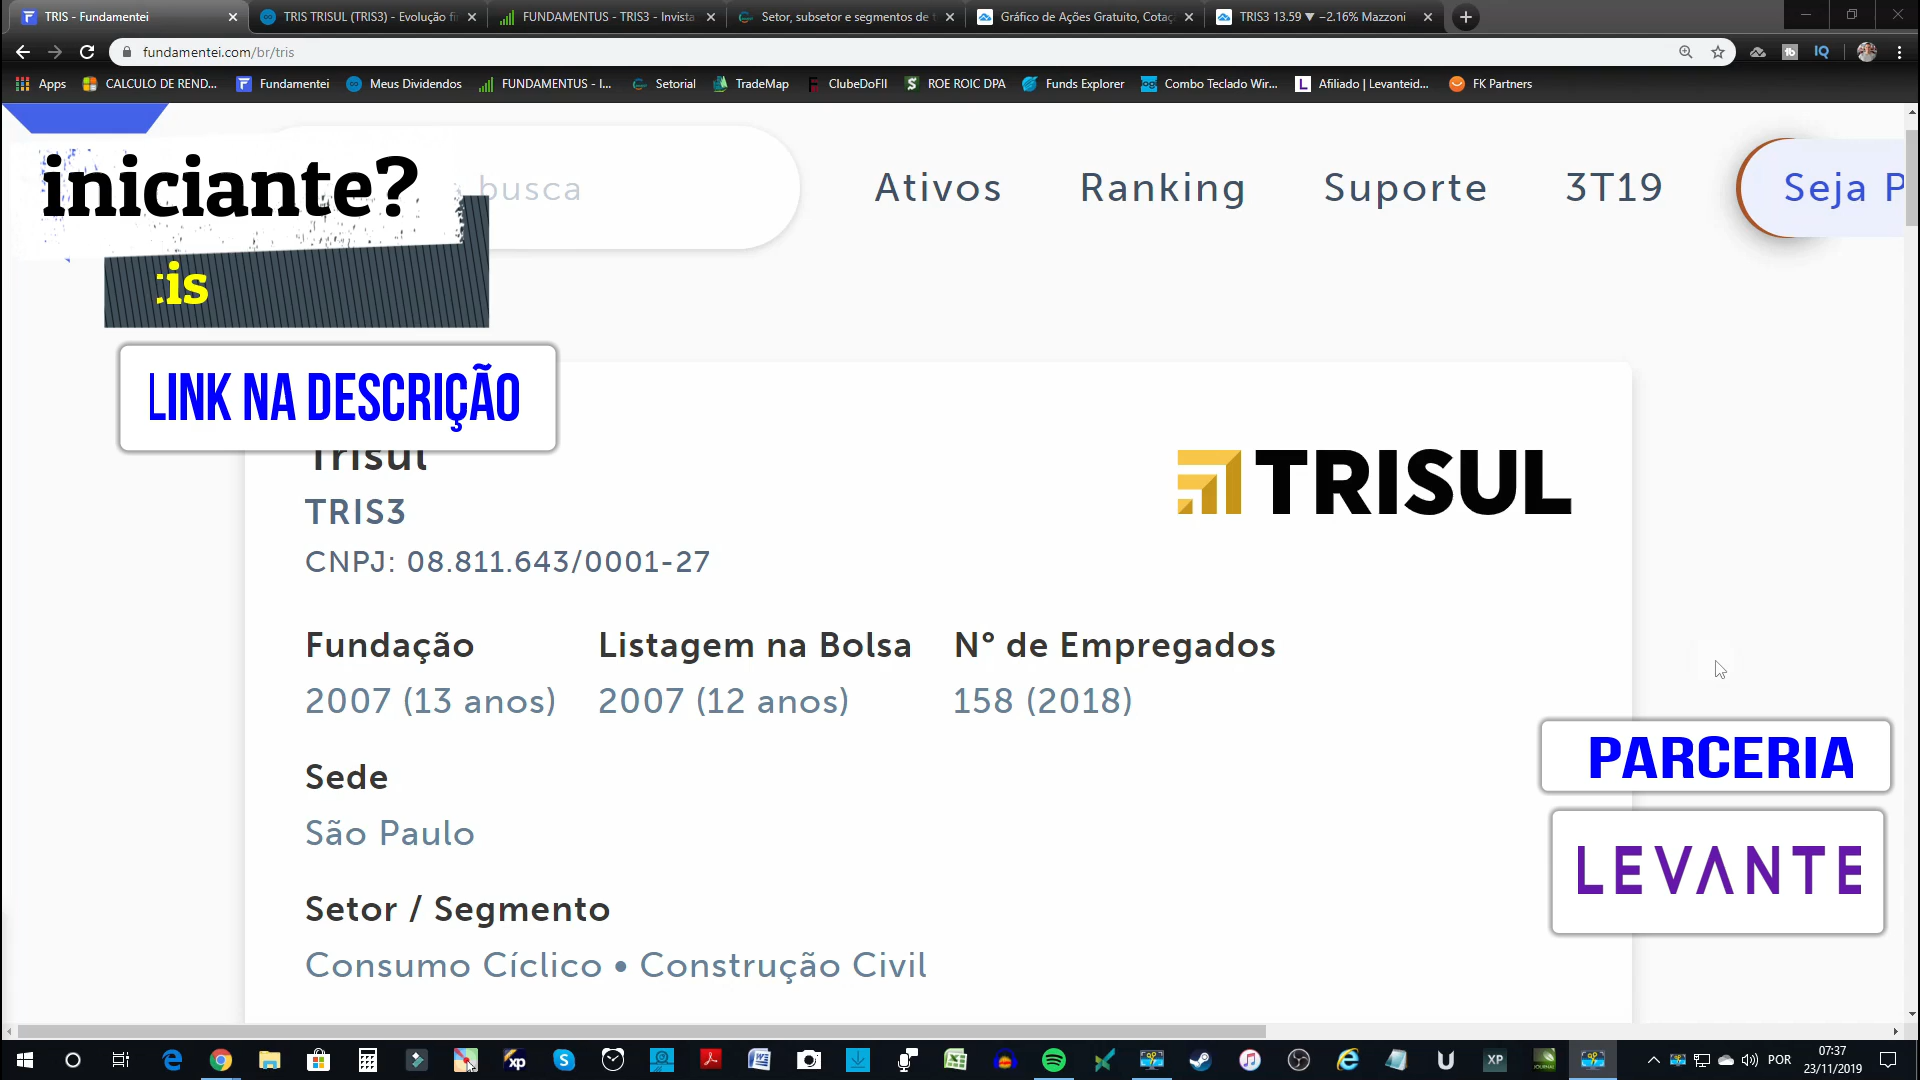 TRIS - Fundamentei
TRIS TRISUL (TRIS3) - Evolução fi
FUNDAMENTUS - TRIS3 - Invista
Setor, subsetor e segmentos de t
Gráfico de Ações Gratuito, Cotaç
TRIS3 13.59 ▼ −2.16% Mazzoni
fundamentei.com/br/tris
Apps
CALCULO DE REND...
Fundamentei
Meus Dividendos
FUNDAMENTUS - I...
Setorial
TradeMap
ClubeDoFII
ROE ROIC DPA
Funds Explorer
Combo Teclado Wir...
Afiliado | Levanteid...
FK Partners
iniciante?
busca
Ativos
Ranking
Suporte
3T19
Seja P
tis
LINK NA DESCRIÇÃO
Trisul
TRISUL
TRIS3
CNPJ: 08.811.643/0001-27
Fundação
Listagem na Bolsa
N° de Empregados
2007 (13 anos)
2007 (12 anos)
158 (2018)
PARCERIA
Sede
São Paulo
LEVANTE
Setor / Segmento
Consumo Cíclico • Construção Civil
POR
07:37
23/11/2019